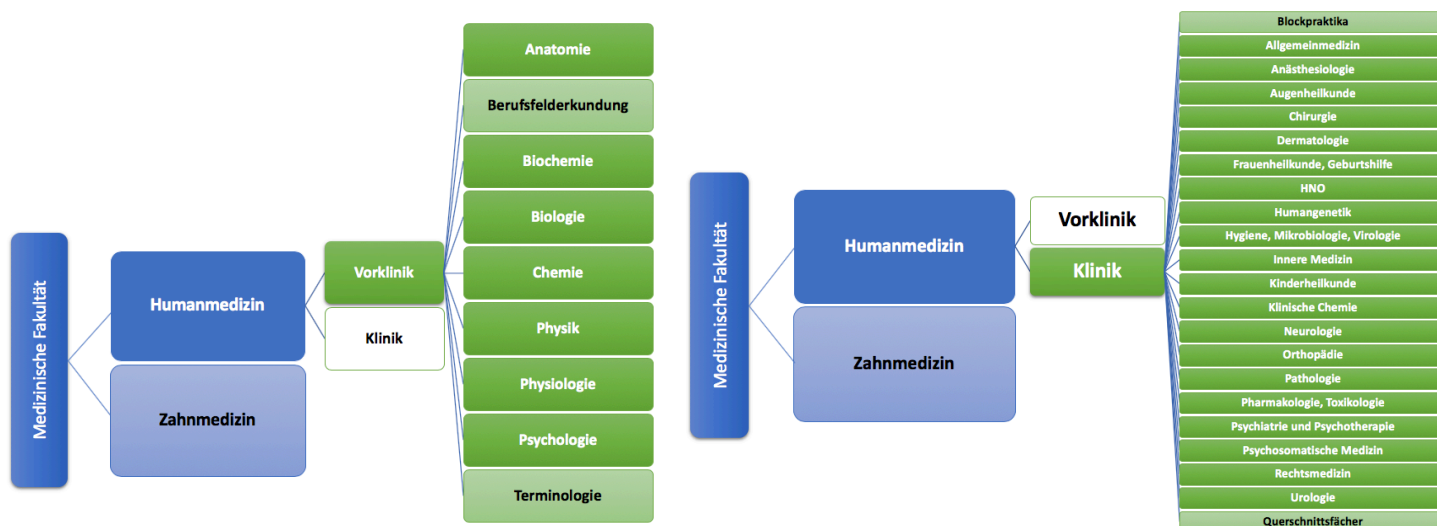 Medizinische Fakultät
Humanmedizin
Zahnmedizin
Vorklinik
Klinik
Anatomie
Berufsfelderkundung
Biochemie
Biologie
Chemie
Physik
Physiologie
Psychologie
Terminologie
Medizinische Fakultät
Humanmedizin
Zahnmedizin
Vorklinik
Klinik
Blockpraktika
Allgemeinmedizin
Anästhesiologie
Augenheilkunde
Chirurgie
Dermatologie
Frauenheilkunde, Geburtshilfe
HNO
Humangenetik
Hygiene, Mikrobiologie, Virologie
Innere Medizin
Kinderheilkunde
Klinische Chemie
Neurologie
Orthopädie
Pathologie
Pharmakologie, Toxikologie
Psychiatrie und Psychotherapie
Psychosomatische Medizin
Rechtsmedizin
Urologie
Querschnittsfächer